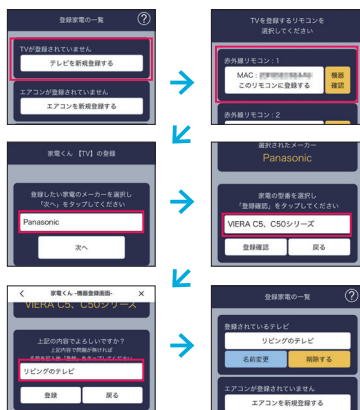 登録家電の一覧
?
TVが登録されていません
テレビを新規登録する
エアコンが登録されていません
エアコンを新規登録する
TVを登録するリモコンを
選択してください
赤外線リモコン：1
MAC：
このリモコンに登録する
機器
確認
赤外線リモコン：2
家電くん 【TV】の登録
登録したい家電のメーカーを選択し
「次へ」をタップしてください
Panasonic
次へ
選択されたメーカー
Panasonic
家電の型番を選択し
「登録確認」をタップしてください
VIERA C5、C50シリーズ
登録確認
戻る
家電くん -機器登録画面-
VIERA C5、C50シリーズ
上記の内容でよろしいですか？
上記内容で問題が無ければ
リビングのテレビ
登録
戻る
登録家電の一覧
?
登録されているテレビ
リビングのテレビ
名前変更
削除する
エアコンが登録されていません
エアコンを新規登録する